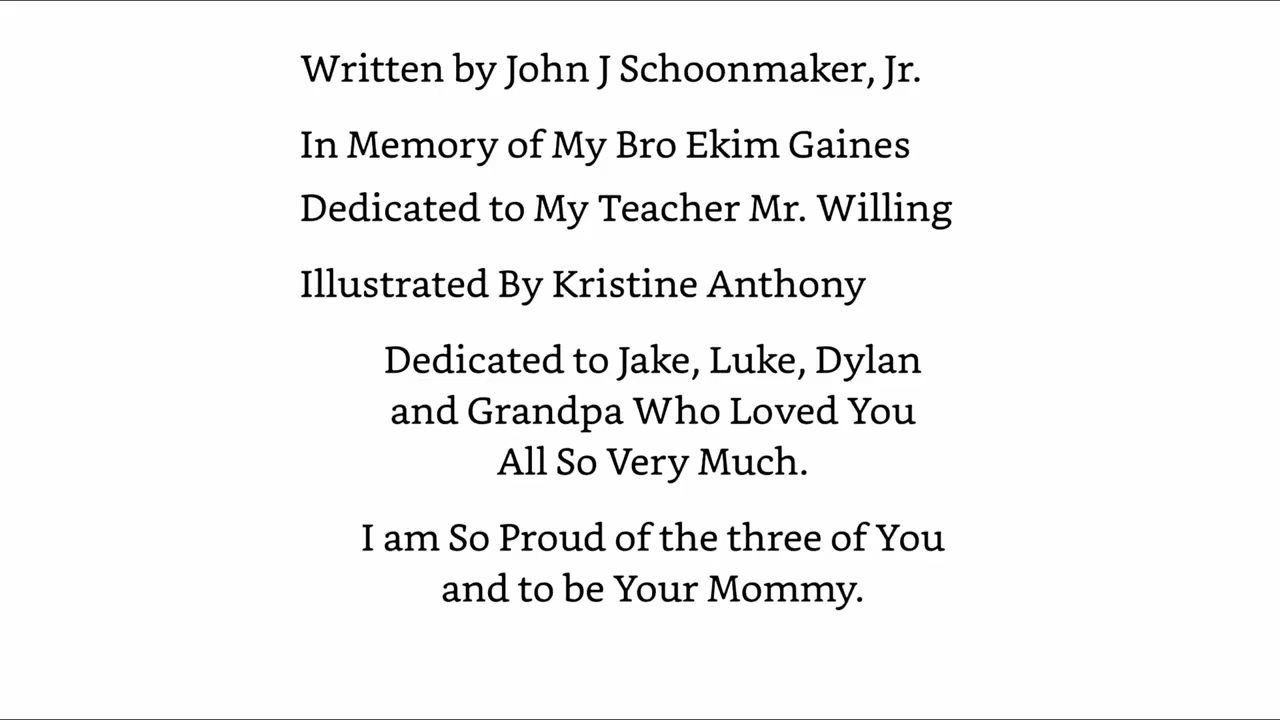 Written by John J Schoonmaker, Jr.
In Memory of My Bro Ekim Gaines
Dedicated to My Teacher Mr. Willing
Illustrated By Kristine Anthony
Dedicated to Jake, Luke, Dylan
and Grandpa Who Loved You
All So Very Much.
I am So Proud of the three of You
and to be Your Mommy.